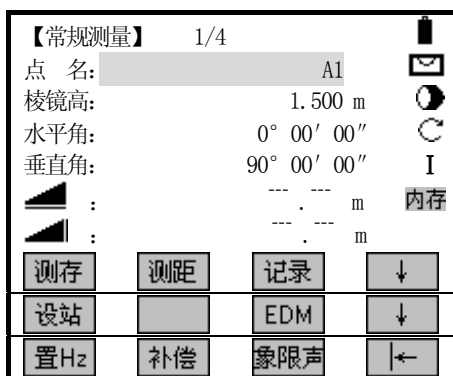 【常规测量】 1/4
点 名: A1
棱镜高: 1.500 m
水平角: 0° 00′ 00″
垂直角: 90° 00′ 00″ I
: ---.--- m 内存
: ---.--- m
测存 测距 记录 ↓
设站 EDM ↓
置Hz 补偿 象限声 |←